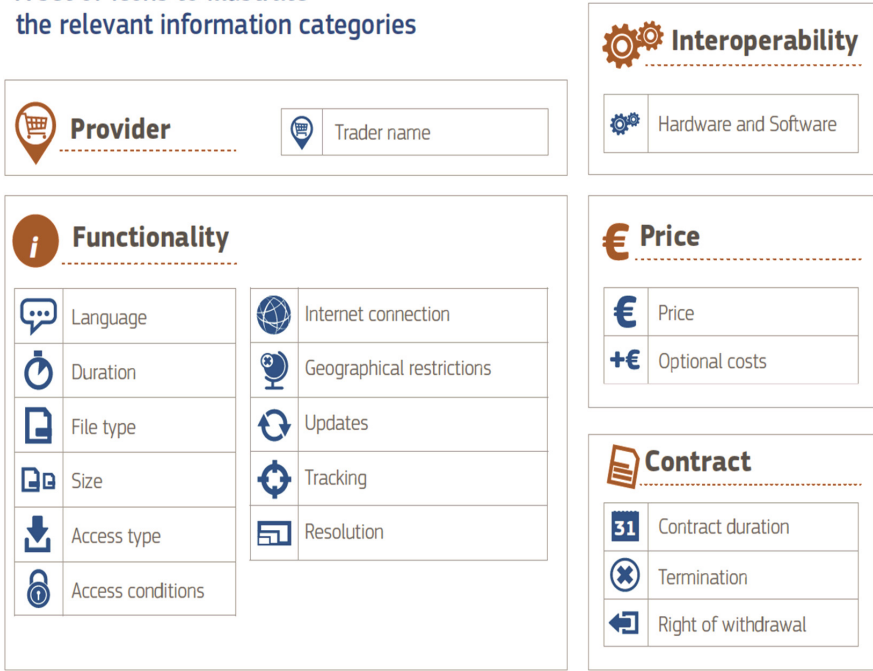 the relevant information categories
Provider
Trader name
Functionality
Language
Duration
File type
Size
Access type
Access conditions
Internet connection
Geographical restrictions
Updates
Tracking
Resolution
Interoperability
Hardware and Software
€ Price
€ Price
+€ Optional costs
Contract
31 Contract duration
Termination
Right of withdrawal